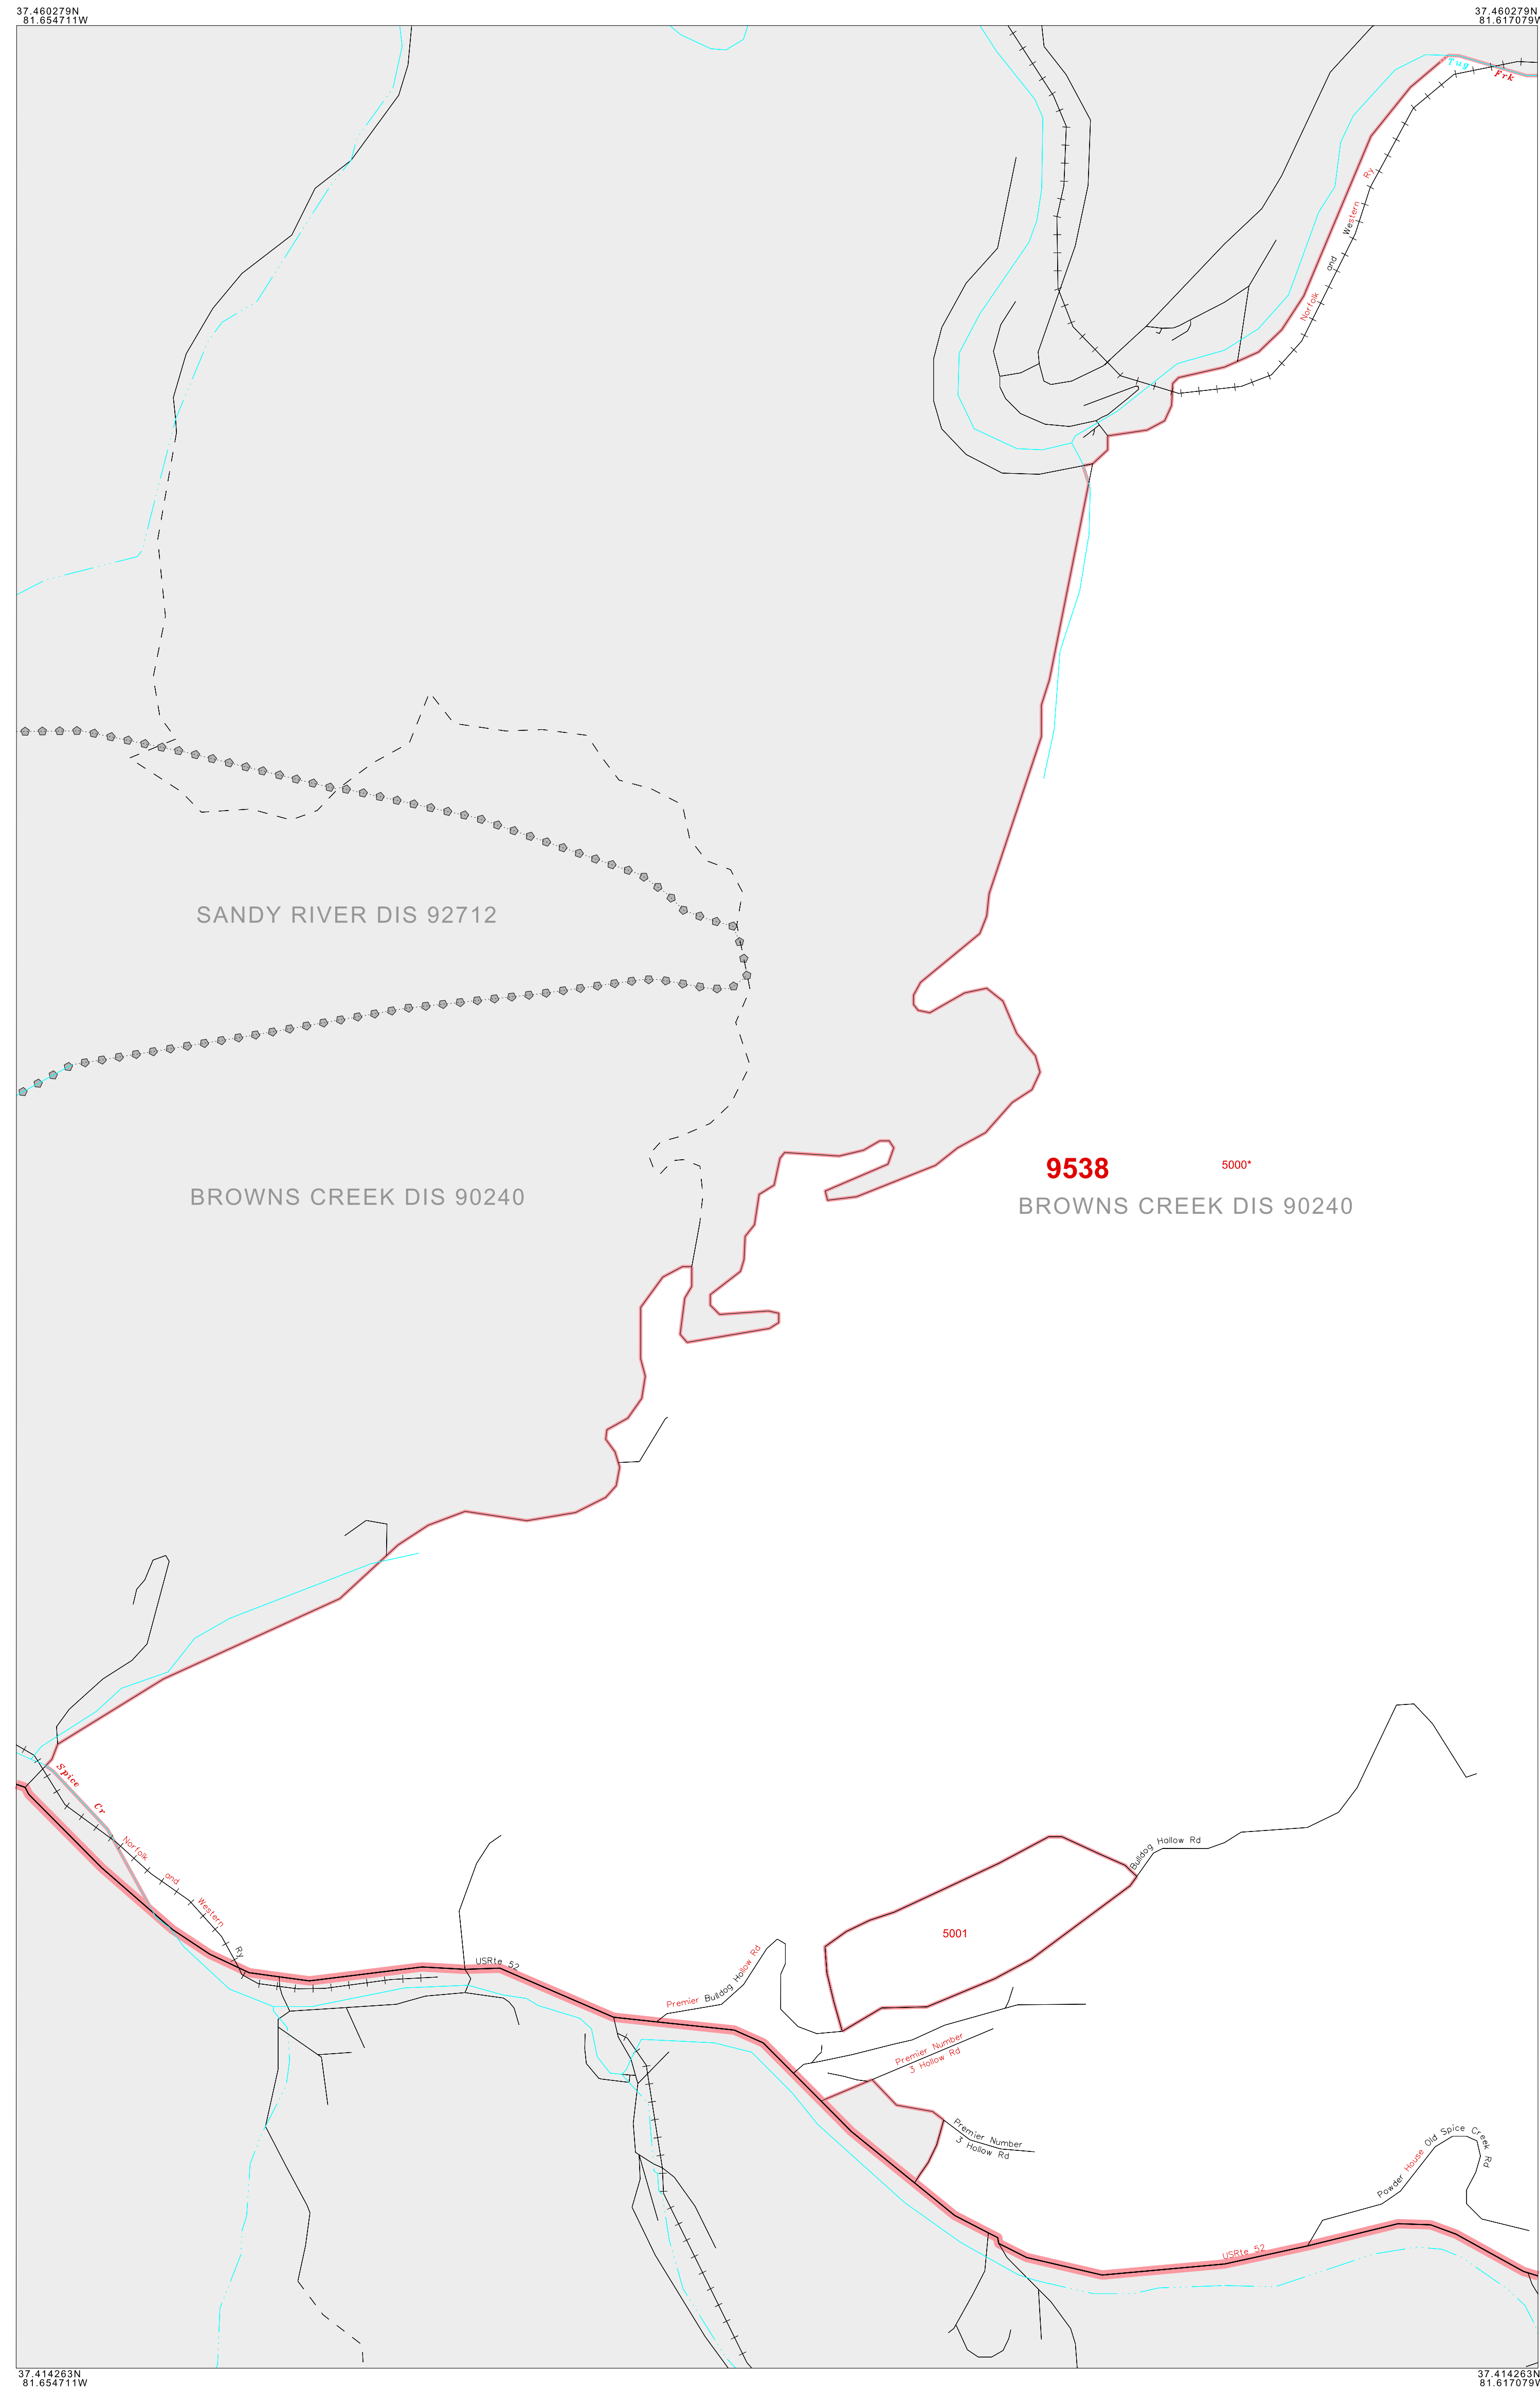 37.460279N
81.654711W
37.460279N
81.617079W
Tug Frk
Norfolk and Western Ry
SANDY RIVER DIS 92712
9538
5000*
BROWNS CREEK DIS 90240
BROWNS CREEK DIS 90240
Spice Cr
Norfolk and Western Ry
Bulldog Hollow Rd
5001
USRte 52
Premier Bulldog Hollow Rd
Premier Number
3 Hollow Rd
Premier Number
3 Hollow Rd
Powder House Old Spice Creek Rd
USRte 52
37.414263N
81.654711W
37.414263N
81.617079W